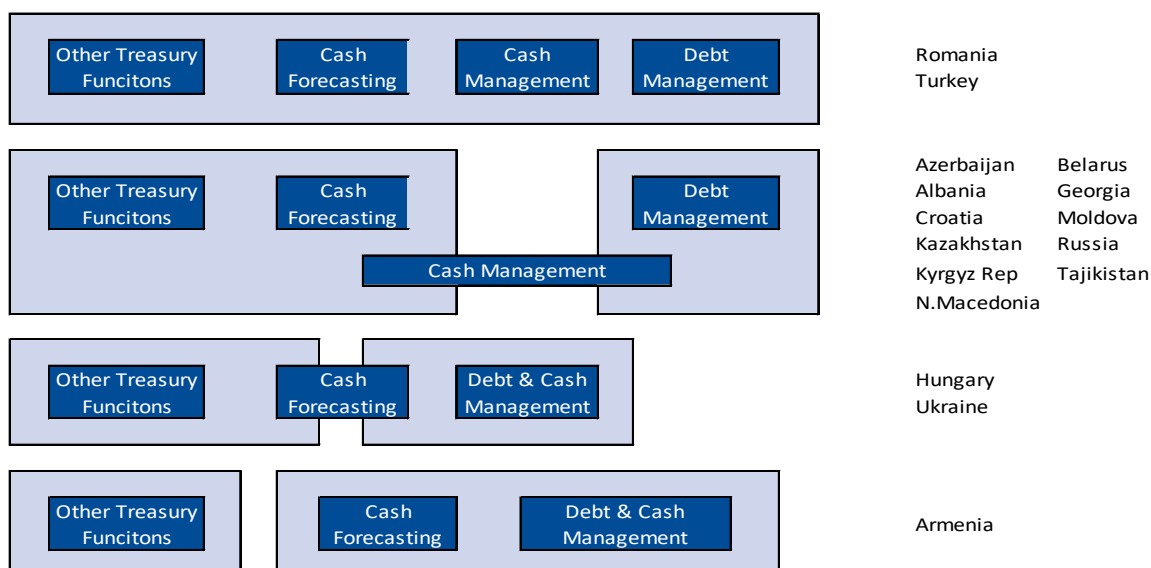 Other Treasury
Funcitons
Cash
Forecasting
Cash
Management
Debt
Management
Romania
Turkey
Other Treasury
Funcitons
Cash
Forecasting
Debt
Management
Cash Management
Azerbaijan Belarus
Albania Georgia
Croatia Moldova
Kazakhstan Russia
Kyrgyz Rep Tajikistan
N.Macedonia
Other Treasury
Funcitons
Cash
Forecasting
Debt & Cash
Management
Hungary
Ukraine
Other Treasury
Funcitons
Cash
Forecasting
Debt & Cash
Management
Armenia